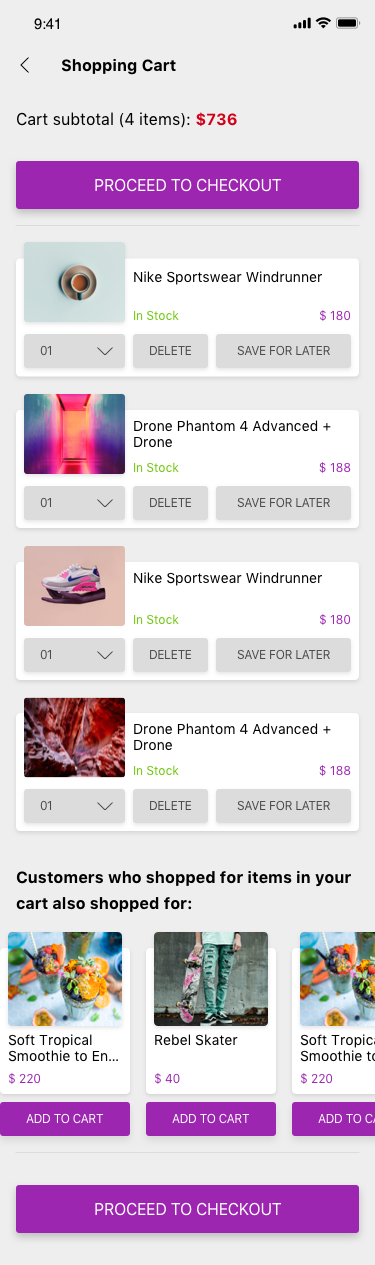 9:41
Shopping Cart
Cart subtotal (4 items): $736
PROCEED TO CHECKOUT
Nike Sportswear Windrunner
In Stock $ 180
01 DELETE SAVE FOR LATER
Drone Phantom 4 Advanced +
Drone
In Stock $ 188
01 DELETE SAVE FOR LATER
Nike Sportswear Windrunner
In Stock $ 180
01 DELETE SAVE FOR LATER
Drone Phantom 4 Advanced +
Drone
In Stock $ 188
01 DELETE SAVE FOR LATER
Customers who shopped for items in your
cart also shopped for:
Soft Tropical
Smoothie to En...
$ 220
ADD TO CART
Rebel Skater
$ 40
ADD TO CART
Soft Tropic
Smoothie to
$ 220
ADD TO CA
PROCEED TO CHECKOUT